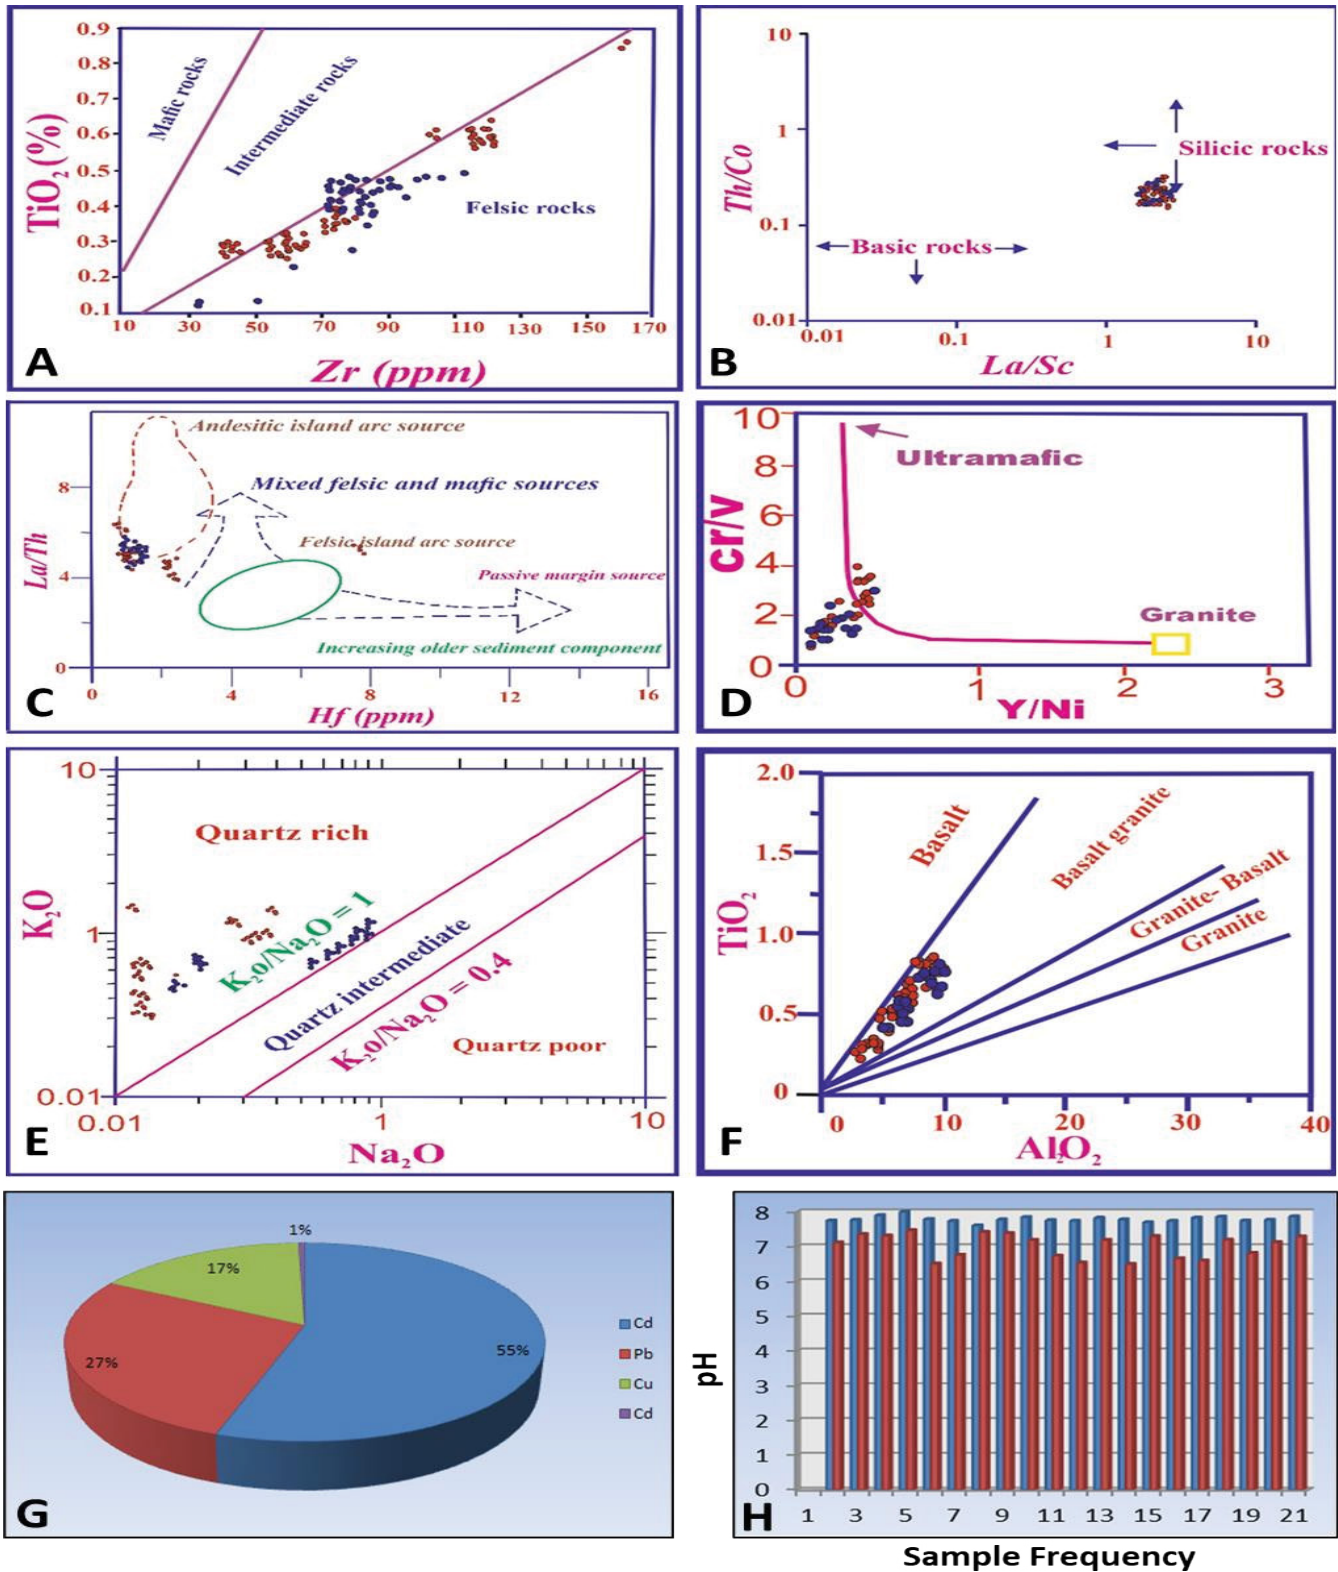 0.9
0.8
0.7
0.6
0.5
0.4
0.3
0.2
0.1
TiO2 (%)
Mafic rocks
Intermediate rocks
Felsic rocks
10 30 50 70 90 110 130 150 170
A
Zr (ppm)
10
1
0.1
0.01
Th/Co
Silicic rocks
Basic rocks
0.01 0.1 1 10
B
La/Sc
Andesitic island arc source
Mixed felsic and mafic sources
Felsic island arc source
Passive margin source
Increasing older sediment component
8
4
0
La/Th
0 4 8 12 16
C
Hf (ppm)
10
8
6
4
2
0
cr/v
Ultramafic
Granite
0 1 2 3
D
Y/Ni
10
1
0.01
K2O
Quartz rich
K2o/Na2O = 1
Quartz intermediate
K2o/Na2O = 0.4
Quartz poor
0.01 1 10
E
Na2O
2.0
1.5
1.0
0.5
0
TiO2
Basalt
Basalt granite
Granite- Basalt
Granite
0 10 20 30 40
F
Al2O2
1%
17%
27%
55%
Cd
Pb
Cu
Cd
G
8
7
6
5
4
3
2
1
0
pH
1 3 5 7 9 11 13 15 17 19 21
H
Sample Frequency